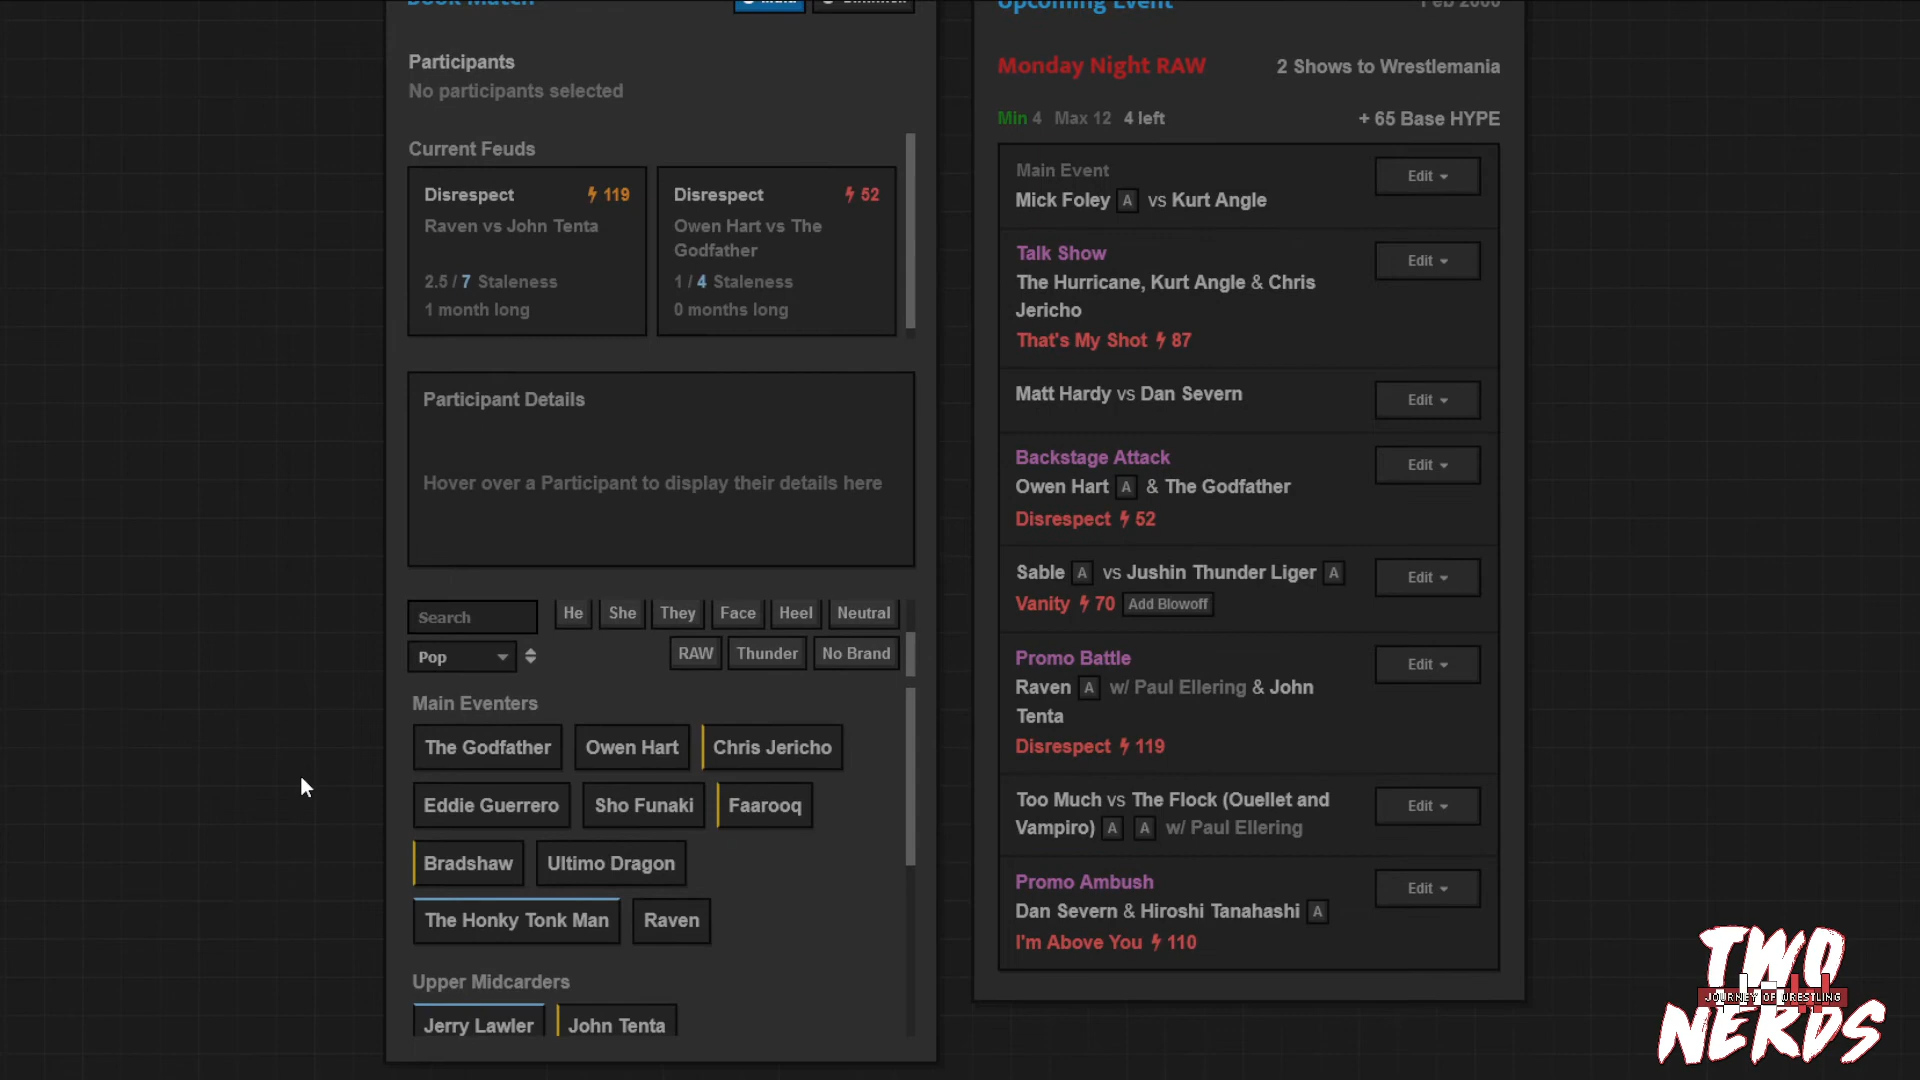 Book Match
Participants
No participants selected
Current Feuds
Disrespect 119
Raven vs John Tenta
2.5 / 7 Staleness
1 month long
Disrespect 52
Owen Hart vs The
Godfather
1 / 4 Staleness
0 months long
Participant Details
Hover over a Participant to display their details here
Search
He She They Face Heel Neutral
Pop
RAW Thunder No Brand
Main Eventers
The Godfather Owen Hart Chris Jericho
Eddie Guerrero Sho Funaki Faarooq
Bradshaw Ultimo Dragon
The Honky Tonk Man Raven
Upper Midcarders
Jerry Lawler John Tenta
Upcoming Event Feb 2000
Monday Night RAW 2 Shows to Wrestlemania
Min 4 Max 12 4 left + 65 Base HYPE
Main Event
Mick Foley A vs Kurt Angle
Edit
Talk Show
The Hurricane, Kurt Angle & Chris
Jericho
That's My Shot 87
Edit
Matt Hardy vs Dan Severn
Edit
Backstage Attack
Owen Hart A & The Godfather
Disrespect 52
Edit
Sable A vs Jushin Thunder Liger A
Vanity 70 Add Blowoff
Edit
Promo Battle
Raven A w/ Paul Ellering & John
Tenta
Disrespect 119
Edit
Too Much vs The Flock (Ouellet and
Vampiro) A A w/ Paul Ellering
Edit
Promo Ambush
Dan Severn & Hiroshi Tanahashi A
I'm Above You 110
Edit
TWO
JOURNEY OF WRESTLING
NERDS